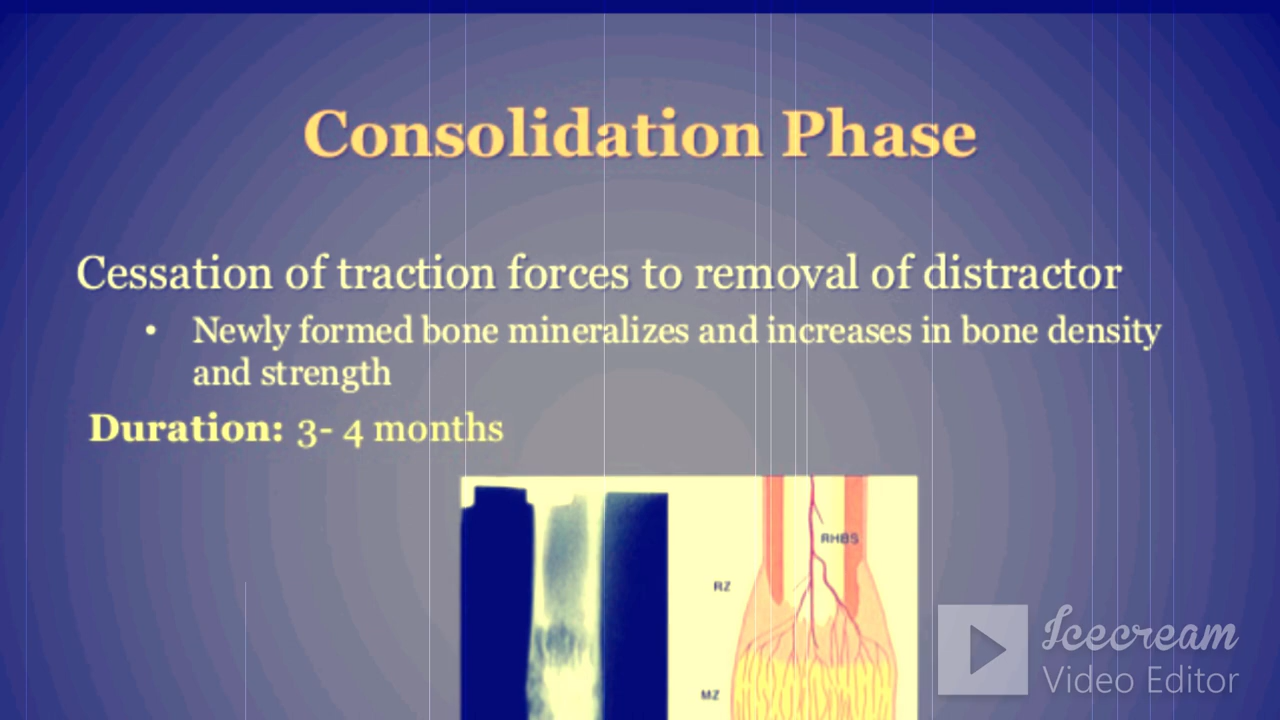 Consolidation Phase
Cessation of traction forces to removal of distractor
• Newly formed bone mineralizes and increases in bone density
and strength
Duration: 3- 4 months
RHBS
RZ
MZ
Icecream
Video Editor